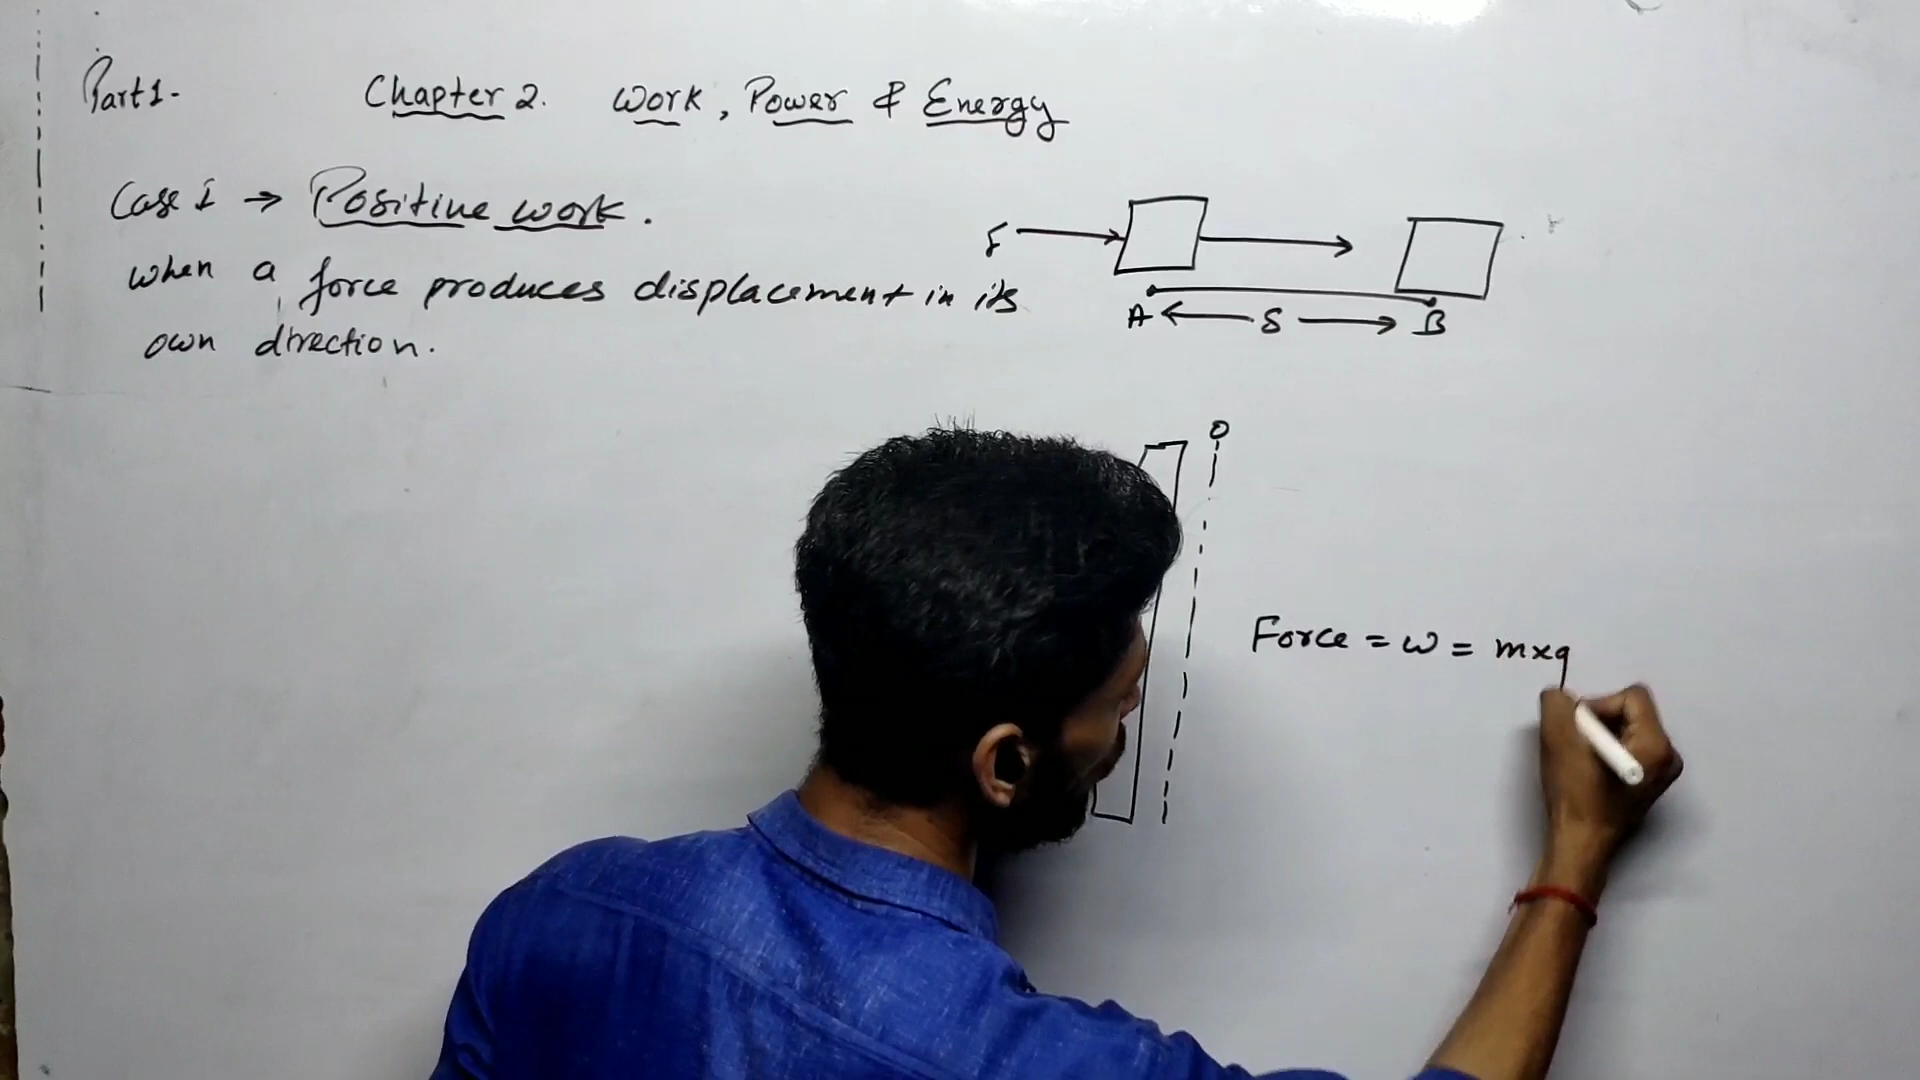 Part 1.
Chapter 2. Work, Power & Energy
Case I → Positive work.
when a force produces displacement in its
own direction.
F
A ← S → B
Force = w = m×g